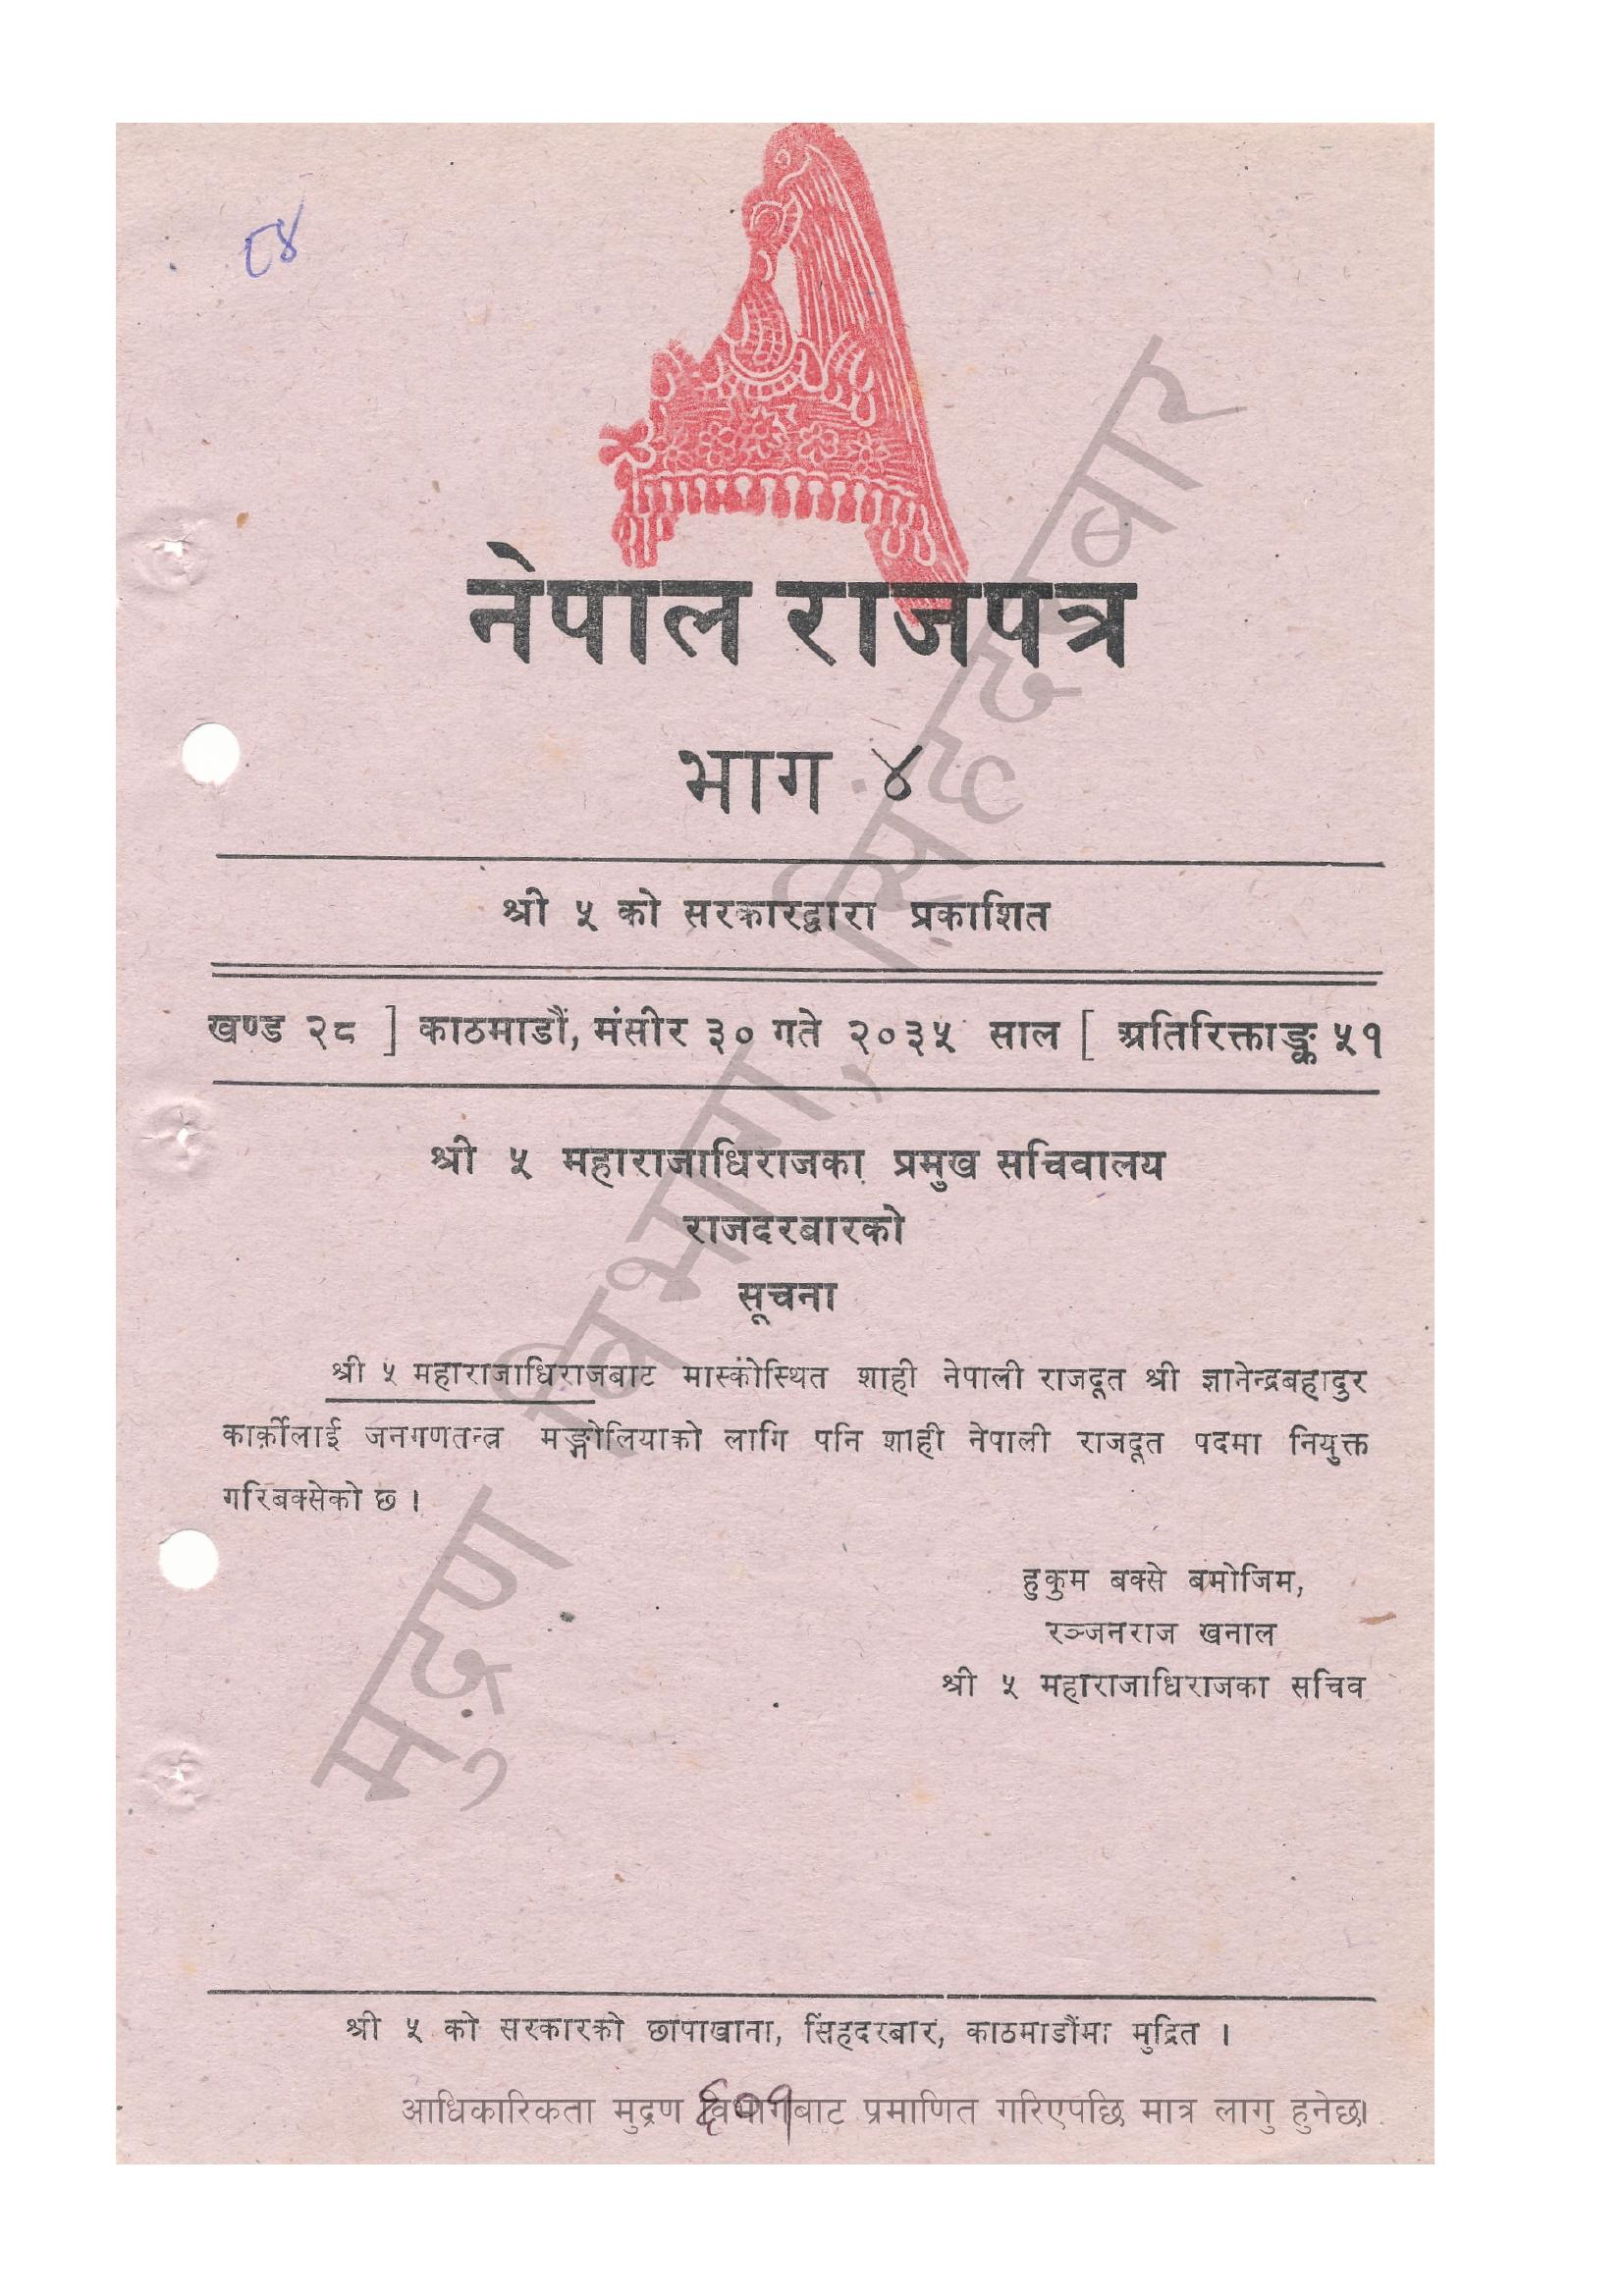 ८४
नेपाल राजपत्र
भाग ४
श्री ५ को सरकारद्वारा प्रकाशित
खण्ड २८ ] काठमाडौं, मंसीर ३० गते २०३५ साल [ अतिरिक्ताङ्क ५१
श्री ५ महाराजाधिराजका प्रमुख सचिवालय
राजदरबारको
सूचना
श्री ५ महाराजाधिराजबाट मास्कोस्थित शाही नेपाली राजदूत श्री ज्ञानेन्द्रबहादुर
कार्कीलाई जनगणतन्त्र मङ्गोलियाको लागि पनि शाही नेपाली राजदूत पदमा नियुक्त
गरिबक्सेको छ ।
हुकुम बक्से बमोजिम,
रञ्जनराज खनाल
श्री ५ महाराजाधिराजका सचिव
श्री ५ को सरकारको छापाखाना, सिंहदरबार, काठमाडौंमा मुद्रित ।
आधिकारिकता मुद्रण विभागबाट प्रमाणित गरिएपछि मात्र लागु हुनेछ।
६०१
मुद्रण विभाग, सिंहदरबार